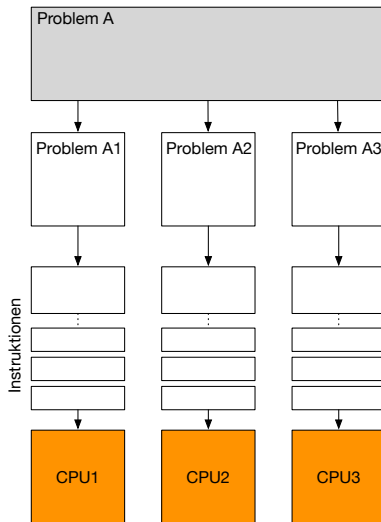 Problem A
Problem A1
Problem A2
Problem A3
Instruktionen
CPU1
CPU2
CPU3